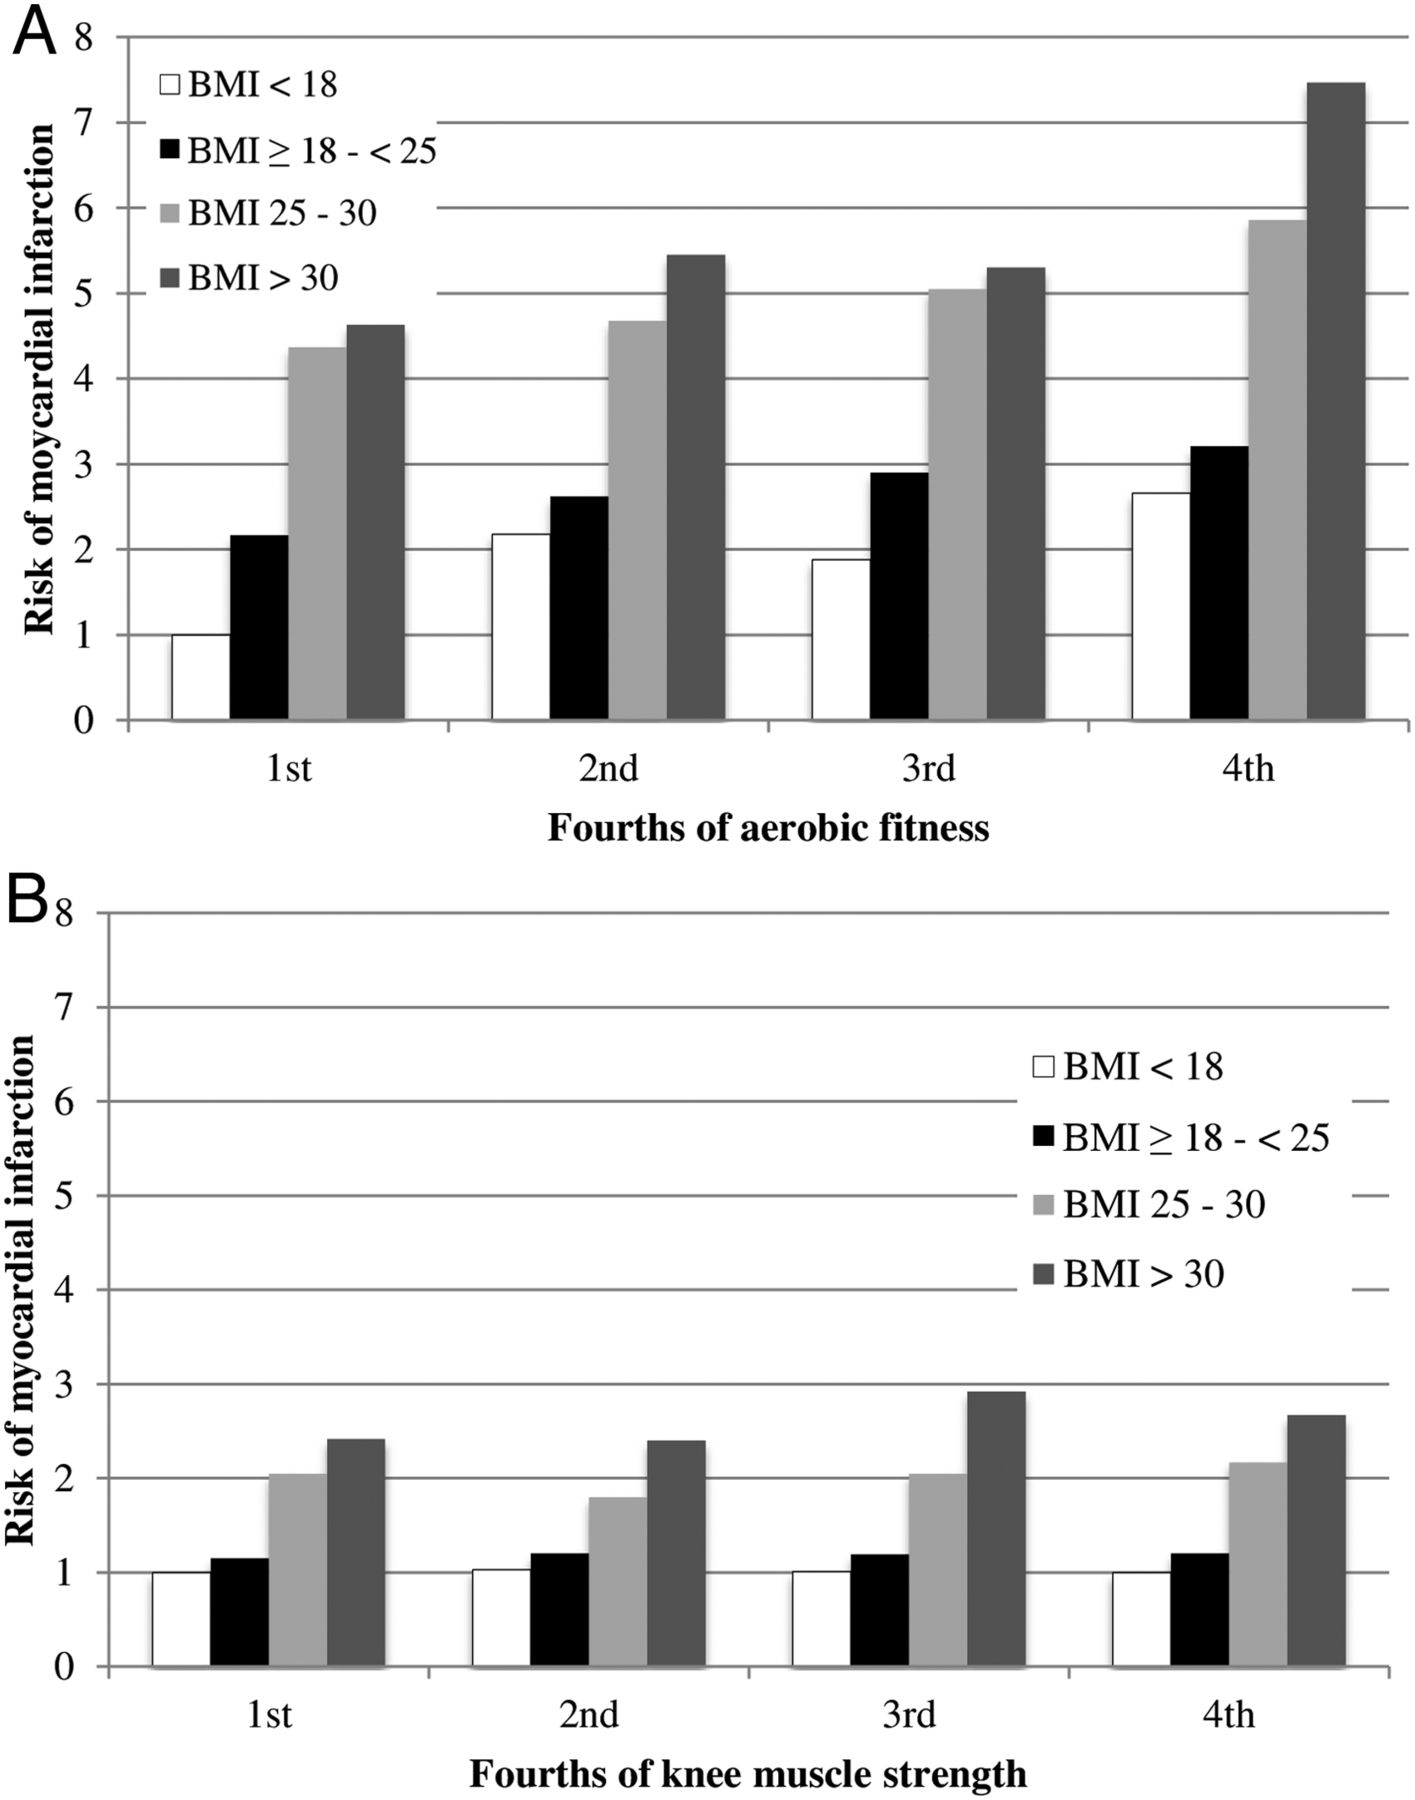 A
8
7
6
5
4
3
2
1
0
Risk of moycardial infarction
BMI < 18
BMI ≥ 18 - < 25
BMI 25 - 30
BMI > 30
1st 2nd 3rd 4th
Fourths of aerobic fitness
B
8
7
6
5
4
3
2
1
0
Risk of myocardial infarction
BMI < 18
BMI ≥ 18 - < 25
BMI 25 - 30
BMI > 30
1st 2nd 3rd 4th
Fourths of knee muscle strength